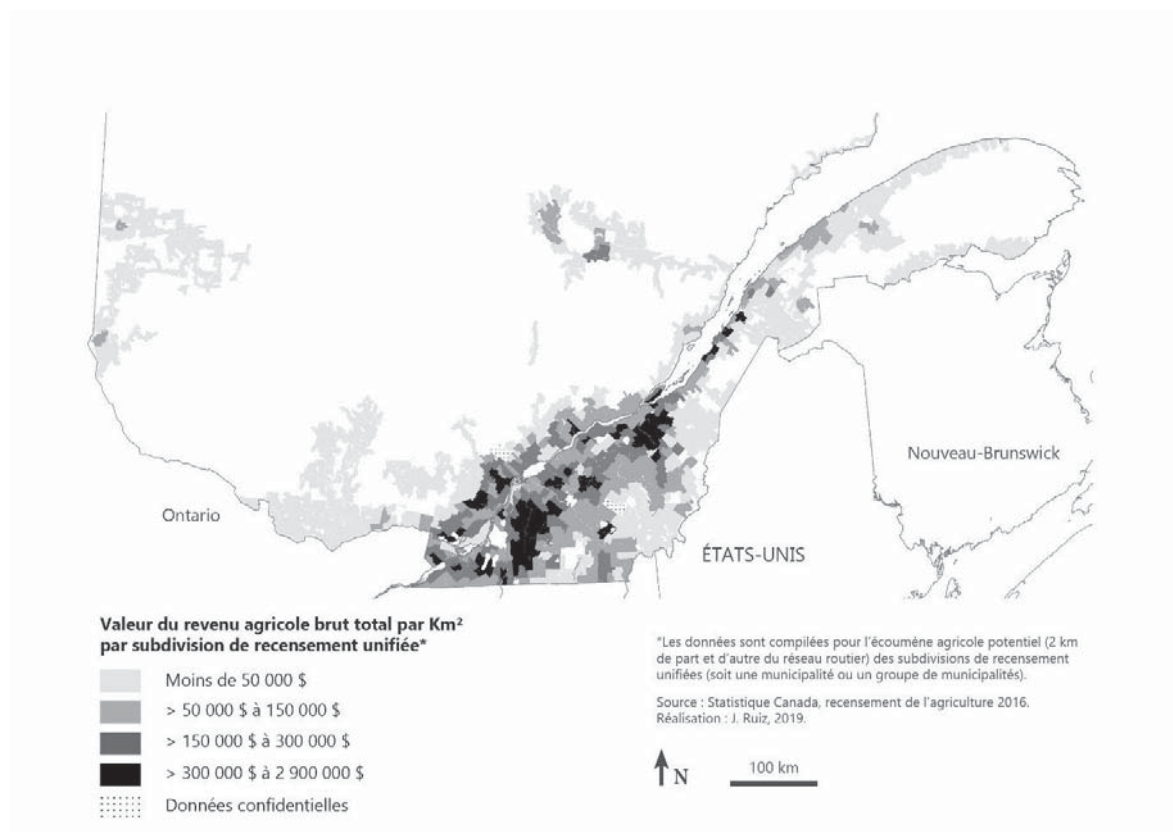 Nouveau-Brunswick
Ontario
ÉTATS-UNIS
Valeur du revenu agricole brut total par Km²
par subdivision de recensement unifiée*
Moins de 50 000 $
> 50 000 $ à 150 000 $
> 150 000 $ à 300 000 $
> 300 000 $ à 2 900 000 $
Données confidentielles
*Les données sont compilées pour l'écoumène agricole potentiel (2 km
de part et d'autre du réseau routier) des subdivisions de recensement
unifiées (soit une municipalité ou un groupe de municipalités).
Source : Statistique Canada, recensement de l'agriculture 2016.
Réalisation : J. Ruiz, 2019.
N
100 km